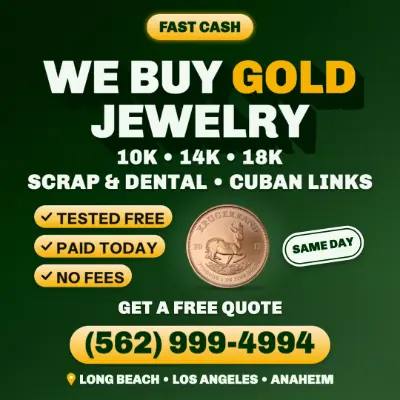 FAST CASH
WE BUY GOLD
JEWELRY
10K • 14K • 18K
SCRAP & DENTAL • CUBAN LINKS
✓ TESTED FREE
✓ PAID TODAY
✓ NO FEES
KRUGERRAND
SAME DAY
GET A FREE QUOTE
(562) 999-4994
LONG BEACH • LOS ANGELES • ANAHEIM